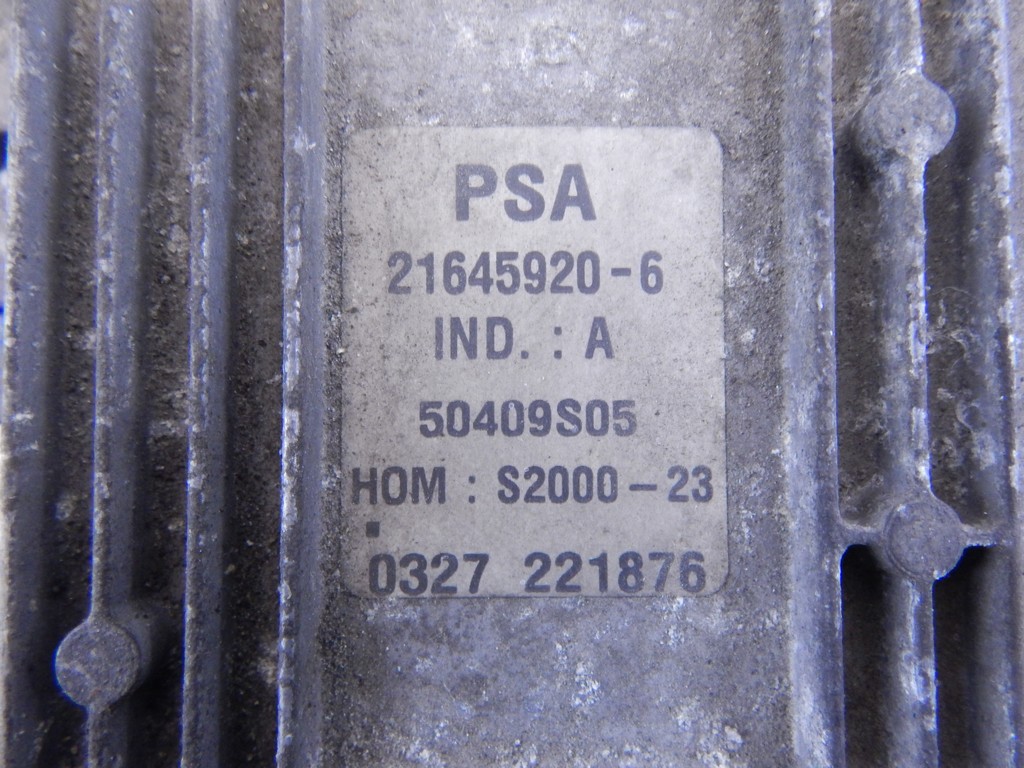 PSA
21645920-6
IND. : A
50409S05
HOM : S2000-23
0327 221876